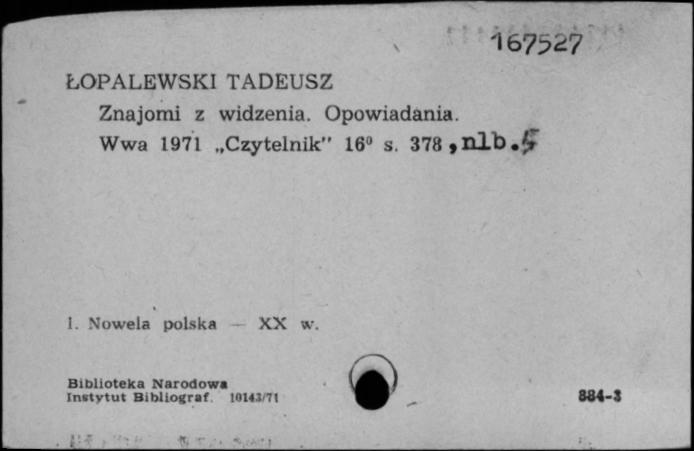 167527
ŁOPALEWSKI TADEUSZ
Znajomi z widzenia. Opowiadania.
Wwa 1971 „Czytelnik" 16⁰ s. 378, nlb. 5
1. Nowela polska — XX w.
Biblioteka Narodowa
Instytut Bibliograf. 10143/71
884-3